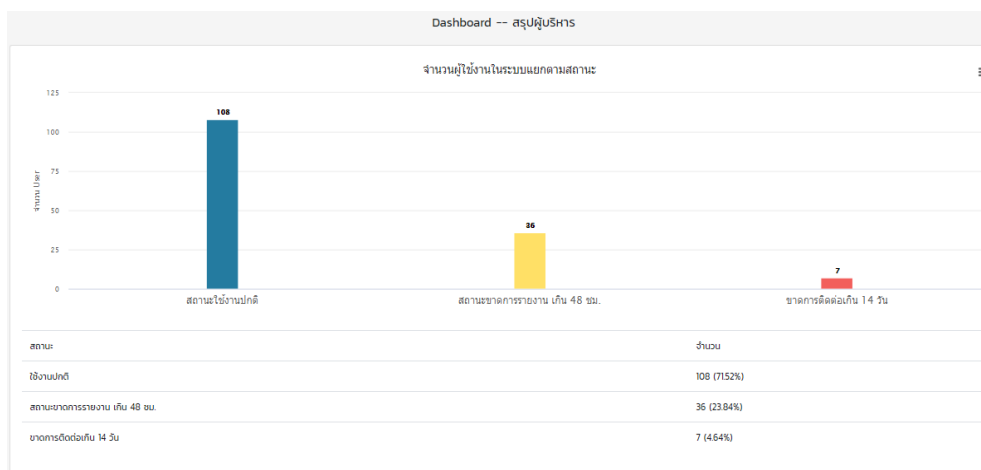 Dashboard -- สรุปผู้บริหาร
จำนวนผู้ใช้งานในระบบแยกตามสถานะ
125
108
100
75
จำนวน User
50
36
25
7
0
สถานะใช้งานปกติ สถานะขาดการรายงาน เกิน 48 ชม. ขาดการติดต่อเกิน 14 วัน
สถานะ จำนวน
ใช้งานปกติ 108 (71.52%)
สถานะขาดการรายงาน เกิน 48 ชม. 36 (23.84%)
ขาดการติดต่อเกิน 14 วัน 7 (4.64%)